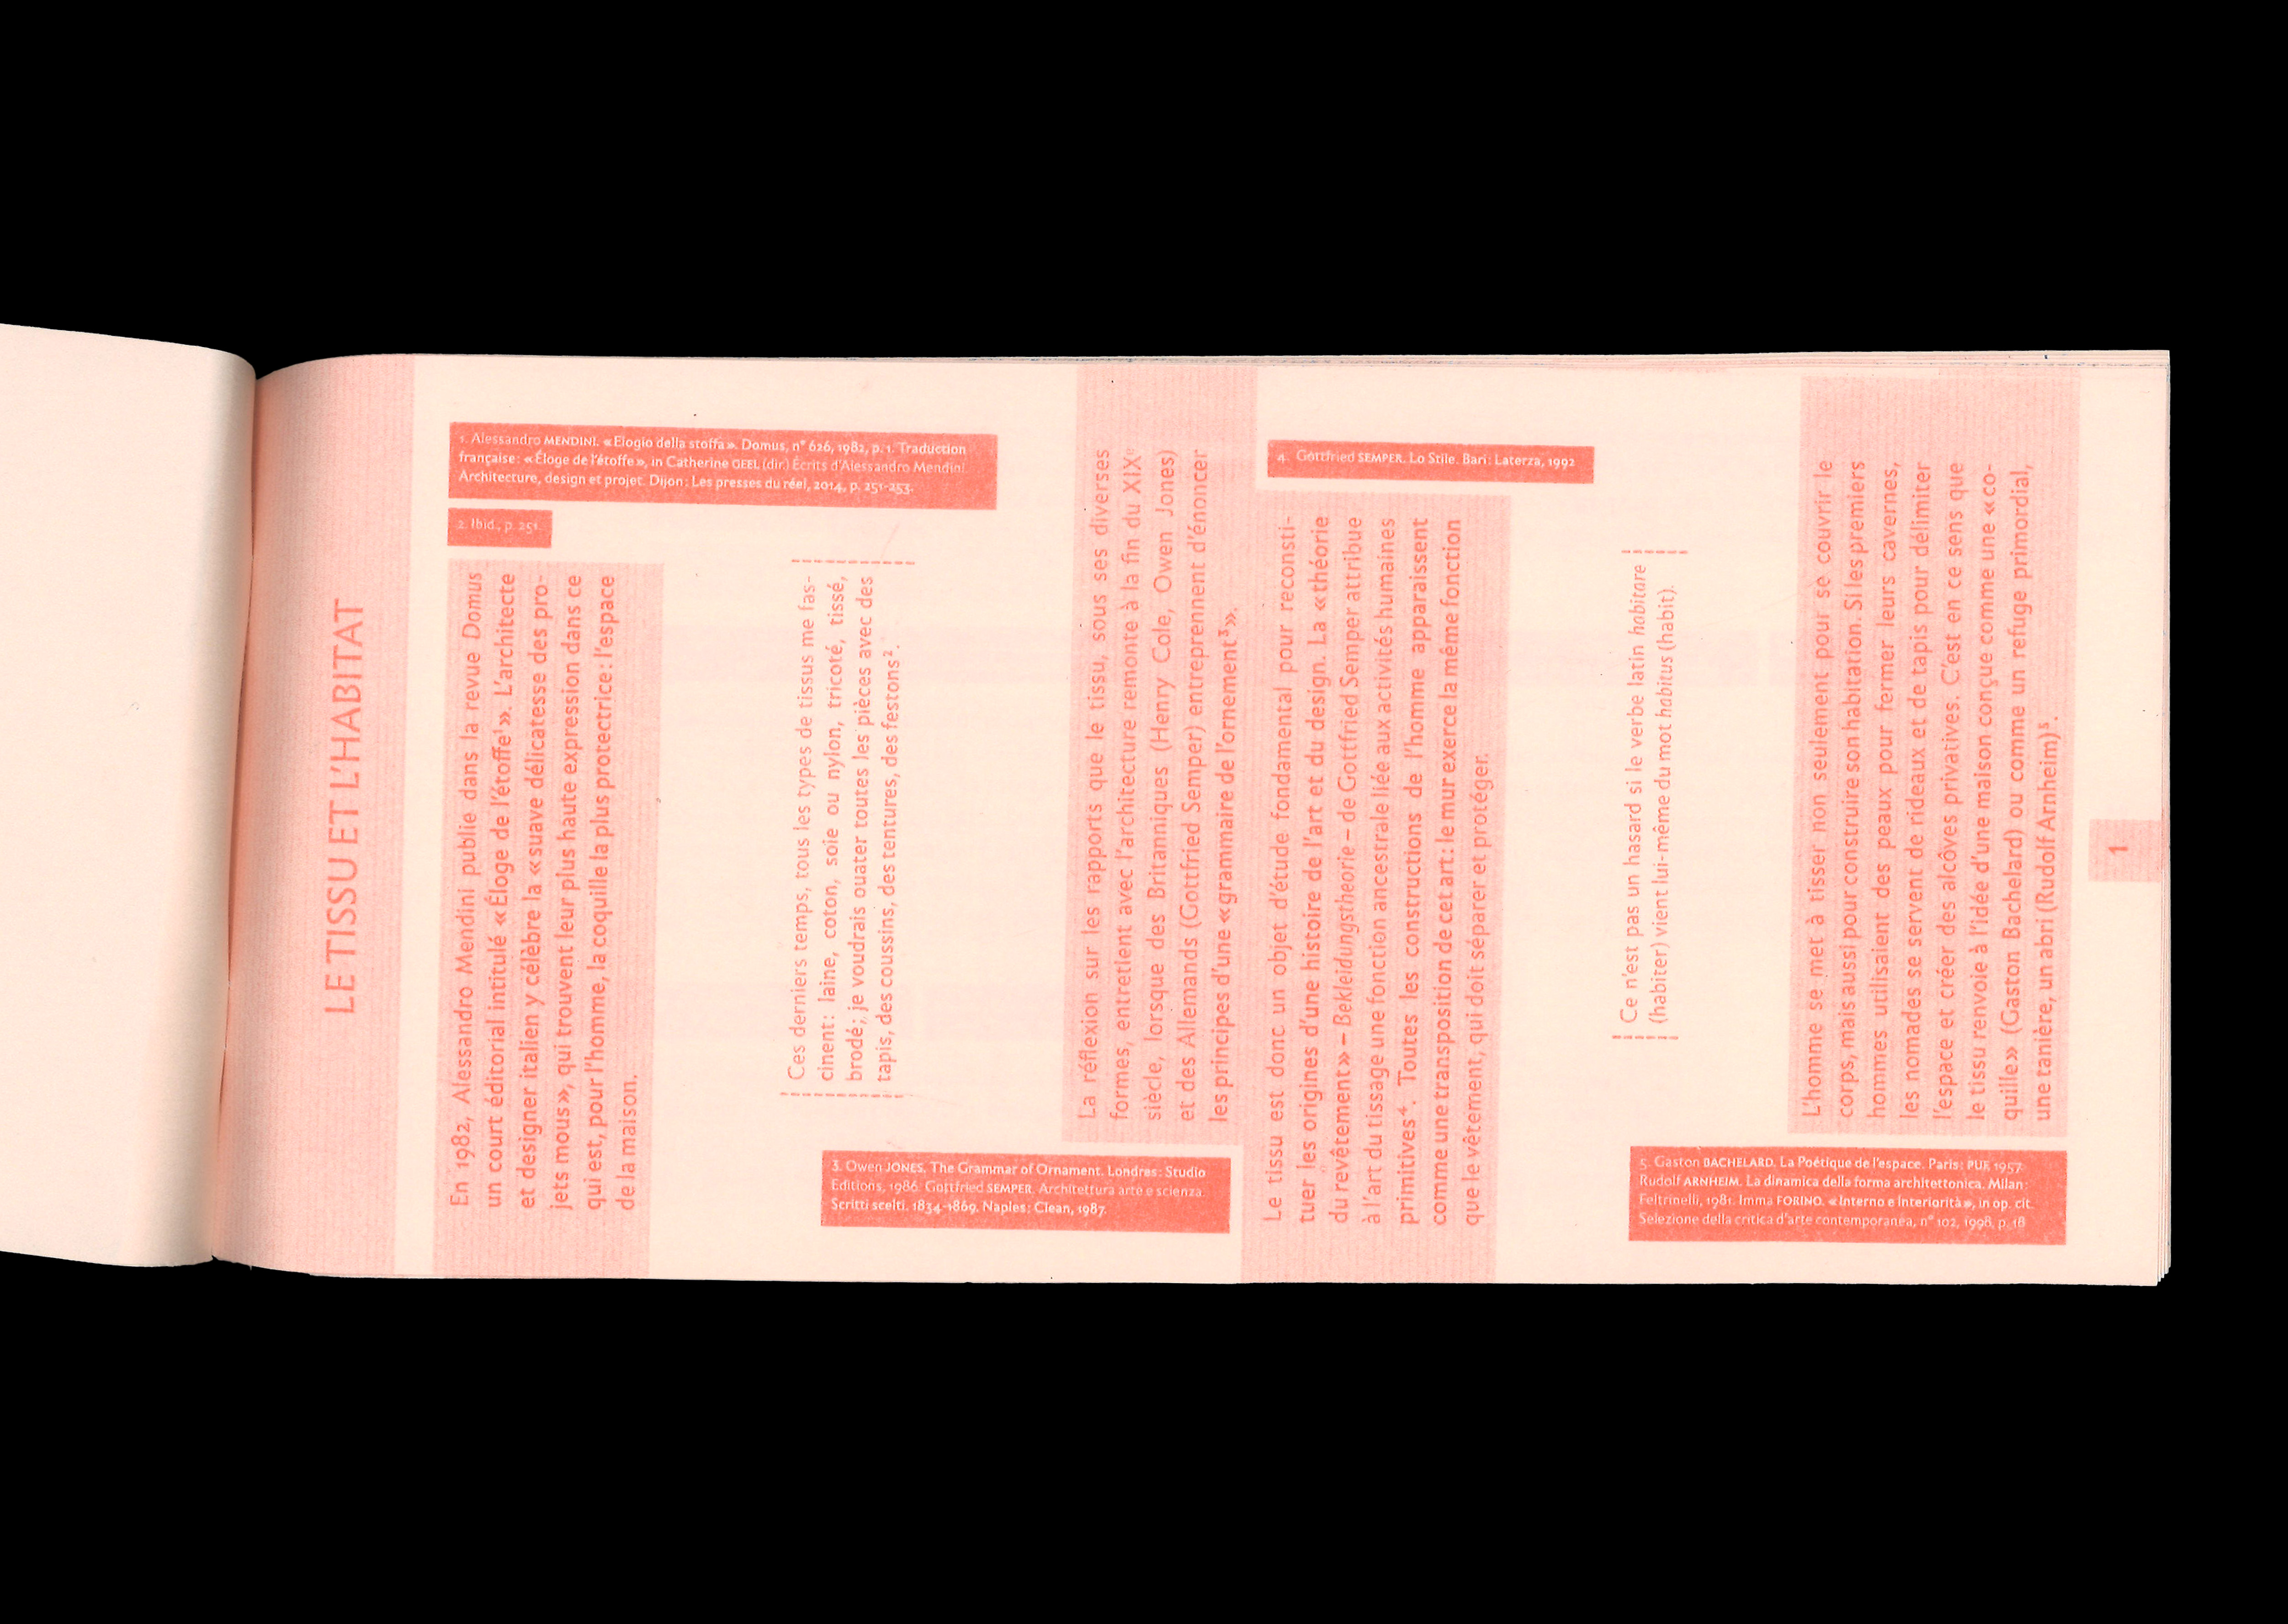 LE TISSU ET L'HABITAT
1. Alessandro MENDINI. «Elogio della stoffa». Domus, n° 626, 1982, p. 1. Traduction
française: «Éloge de l'étoffe», in Catherine GEEL (dir.) Écrits d'Alessandro Mendini
Architecture, design et projet. Dijon: Les presses du réel, 2014, p. 251-253.
2. Ibid., p. 251.
En 1982, Alessandro Mendini publie dans la revue Domus
un court éditorial intitulé «Éloge de l'étoffe¹». L'architecte
et designer italien y célèbre la «suave délicatesse des pro-
jets mous», qui trouvent leur plus haute expression dans ce
qui est, pour l'homme, la coquille la plus protectrice: l'espace
de la maison.
Ces derniers temps, tous les types de tissus me fas-
cinent: laine, coton, soie ou nylon, tricoté, tissé,
brodé; je voudrais ouater toutes les pièces avec des
tapis, des coussins, des tentures, des festons².
La réflexion sur les rapports que le tissu, sous ses diverses
formes, entretient avec l'architecture remonte à la fin du XIXᵉ
siècle, lorsque des Brianniques (Henry Cole, Owen Jones)
et des Allemands (Gottfried Semper) entreprennent d'énoncer
les principes d'une «grammaire de l'ornement³».
3. Owen JONES. The Grammar of Ornament. Londres: Studio
Editions, 1986. Gottfried SEMPER. Architettura arte e scienza.
Scritti scelti. 1834-1869. Naples: Clean, 1987.
4. Gottfried SEMPER. Lo Stile. Bari: Laterza, 1992
Le tissu est donc un objet d'étude fondamental pour reconsti-
tuer les origines d'une histoire de l'art et du design. La «théorie
du revêtement» – Bekleidungstheorie – de Gottfried Semper attribue
à l'art du tissage une fonction ancestrale liée aux activités humaines
primitives⁴. Toutes les constructions de l'homme apparaissent
comme une transposition de cet art: le mur exerce la même fonction
que le vêtement, qui doit séparer et protéger.
Ce n'est pas un hasard si le verbe latin habitare
(habiter) vient lui-même du mot habitus (habit).
L'homme se met à tisser non seulement pour se couvrir le
corps, mais aussi pour construire son habitation. Si les premiers
hommes utilisaient des peaux pour fermer leurs cavernes,
les nomades se servent de rideaux et de tapis pour délimiter
l'espace et créer des alcôves privatives. C'est en ce sens que
le tissu renvoie à l'idée d'une maison conçue comme une «co-
quille» (Gaston Bachelard) ou comme un refuge primordial,
une tanière, un abri (Rudolf Arnheim)⁵.
5. Gaston BACHELARD. La Poétique de l'espace. Paris: PUF, 1957.
Rudolf ARNHEIM. La dinamica della forma architettonica. Milan:
Feltrinelli, 1981. Imma FORINO. «Interno e interiorità», in op. cit.
Selezione della critica d'arte contemporanea, n° 102, 1998, p. 18
1